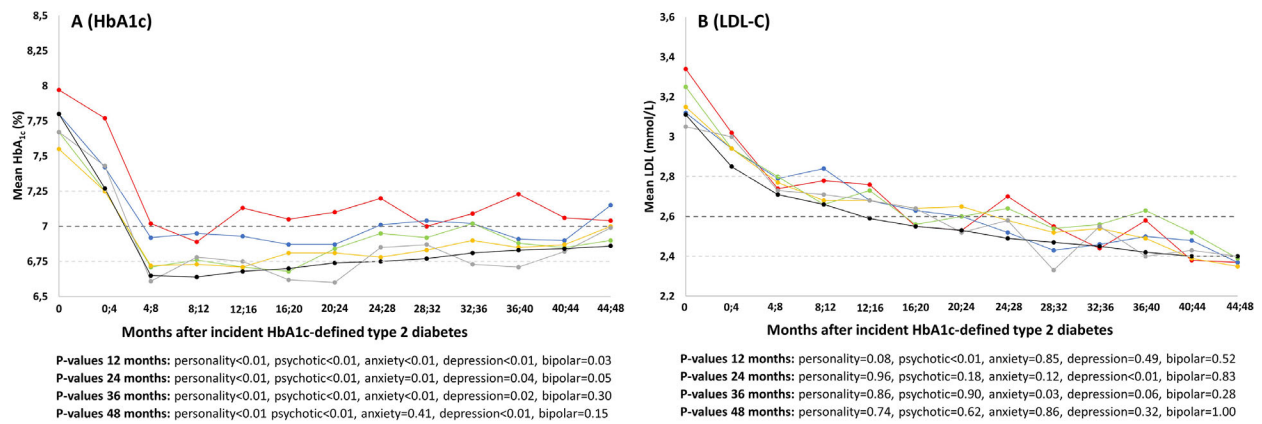 A (HbA1c)
8,5
8,25
8
7,75
7,5
7,25
7
6,75
6,5
Mean HbA1c (%)
0 0;4 4;8 8;12 12;16 16;20 20;24 24;28 28;32 32;36 36;40 40;44 44;48
Months after incident HbA1c-defined type 2 diabetes
P-values 12 months: personality<0.01, psychotic<0.01, anxiety<0.01, depression<0.01, bipolar=0.03
P-values 24 months: personality<0.01, psychotic<0.01, anxiety=0.01, depression=0.04, bipolar=0.05
P-values 36 months: personality<0.01, psychotic<0.01, anxiety<0.01, depression=0.02, bipolar=0.30
P-values 48 months: personality<0.01 psychotic<0.01, anxiety=0.41, depression<0.01, bipolar=0.15
B (LDL-C)
3,6
3,4
3,2
3
2,8
2,6
2,4
2,2
Mean LDL (mmol/L)
0 0;4 4;8 8;12 12;16 16;20 20;24 24;28 28;32 32;36 36;40 40;44 44;48
Months after incident HbA1c-defined type 2 diabetes
P-values 12 months: personality=0.08, psychotic<0.01, anxiety=0.85, depression=0.49, bipolar=0.52
P-values 24 months: personality=0.96, psychotic=0.18, anxiety=0.12, depression<0.01, bipolar=0.83
P-values 36 months: personality=0.86, psychotic=0.90, anxiety=0.03, depression=0.06, bipolar=0.28
P-values 48 months: personality=0.74, psychotic=0.62, anxiety=0.86, depression=0.32, bipolar=1.00